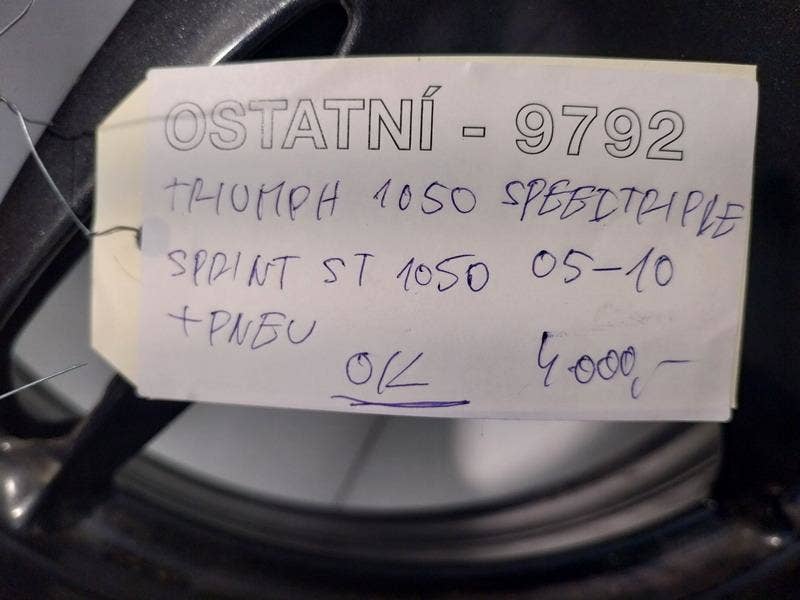 OSTATNÍ - 9792
TRIUMPH 1050 SPEEDTRIPLE
SPRINT ST 1050 05-10
+PNEU
OK 4000,-